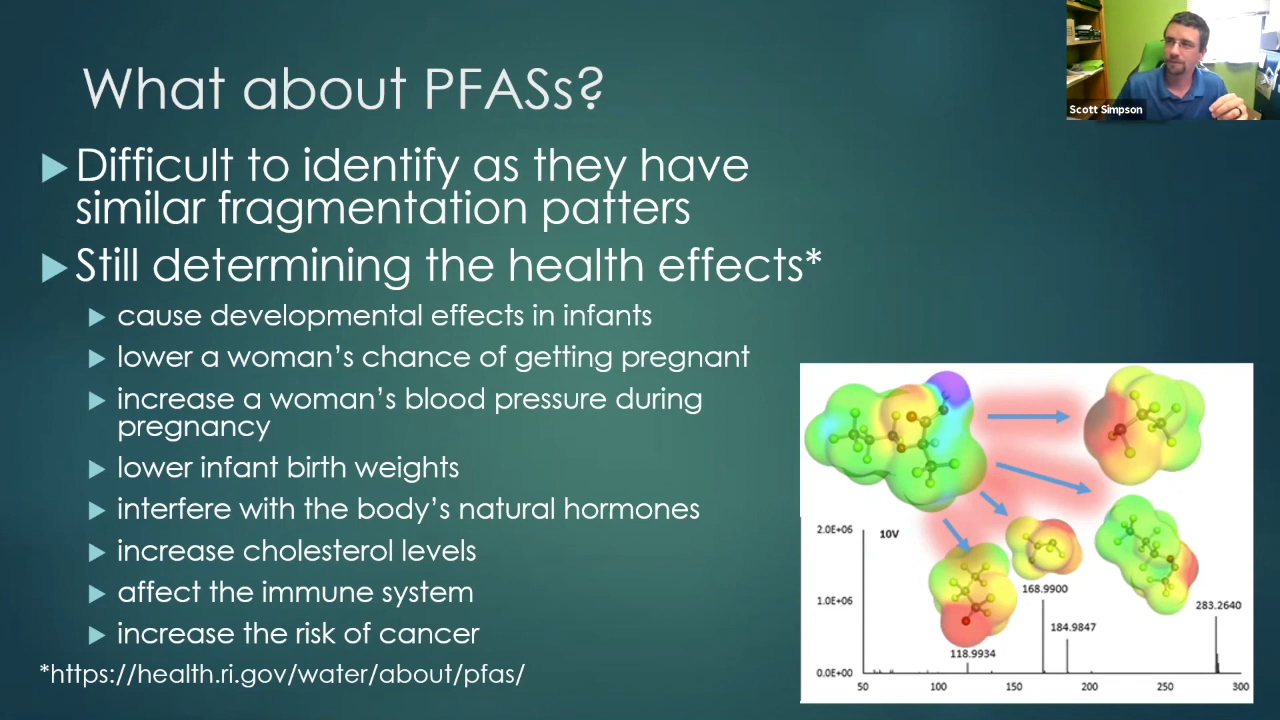 What about PFASs?
Scott Simpson
Difficult to identify as they have
similar fragmentation patters
Still determining the health effects*
cause developmental effects in infants
lower a woman's chance of getting pregnant
increase a woman's blood pressure during
pregnancy
lower infant birth weights
interfere with the body's natural hormones
increase cholesterol levels
affect the immune system
increase the risk of cancer
*https://health.ri.gov/water/about/pfas/
2.0E+06
10V
1.0E+06
0.0E+00
168.9900
184.9847
118.9934
283.2640
50 100 150 200 250 300